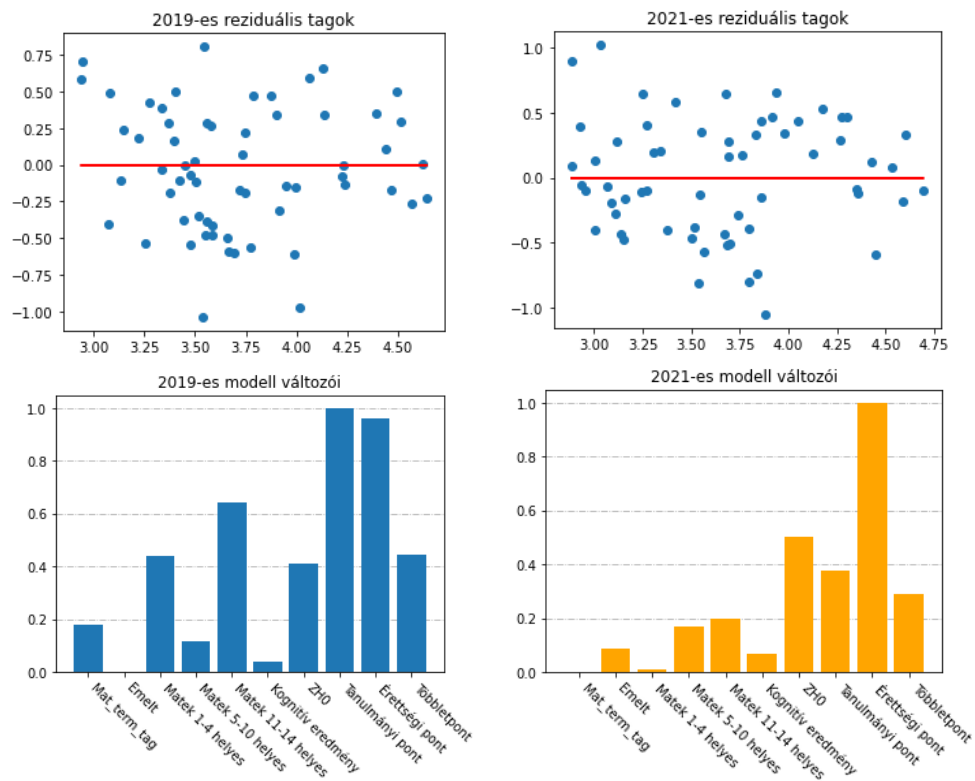 2019-es reziduális tagok
0.75
0.50
0.25
0.00
−0.25
−0.50
−0.75
−1.00
3.00 3.25 3.50 3.75 4.00 4.25 4.50
2021-es reziduális tagok
1.0
0.5
0.0
−0.5
−1.0
3.00 3.25 3.50 3.75 4.00 4.25 4.50 4.75
2019-es modell változói
1.0
0.8
0.6
0.4
0.2
0.0
Mat_term_tag
Emelt
Matek 1-4 helyes
Matek 5-10 helyes
Matek 11-14 helyes
Kognitív eredmény
ZH0
Tanulmányi pont
Érettségi pont
Többletpont
2021-es modell változói
1.0
0.8
0.6
0.4
0.2
0.0
Mat_term_tag
Emelt
Matek 1-4 helyes
Matek 5-10 helyes
Matek 11-14 helyes
Kognitív eredmény
ZH0
Tanulmányi pont
Érettségi pont
Többletpont